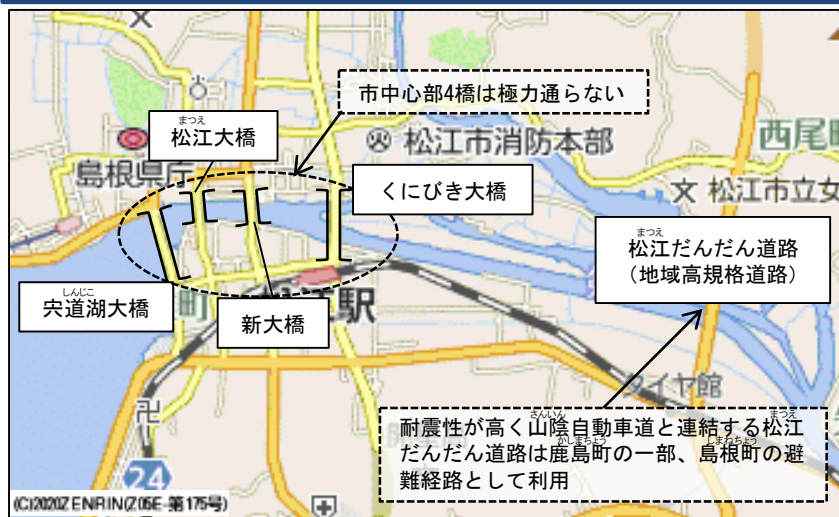 市中心部4橋は極力通らない
まつえ
松江大橋
松江市消防本部
西尾町
島根県庁
くにびき大橋
松江市立女
まつえ
松江だんだん道路
（地域高規格道路）
しんじこ
宍道湖大橋
町
新大橋
駅
タイヤ館
さんいん まつえ
耐震性が高く山陰自動車道と連結する松江
かしまちょう しまねちょう
だんだん道路は鹿島町の一部、島根町の避
難経路として利用
24
(C)2020ZENRIN(Z05E-第175号)